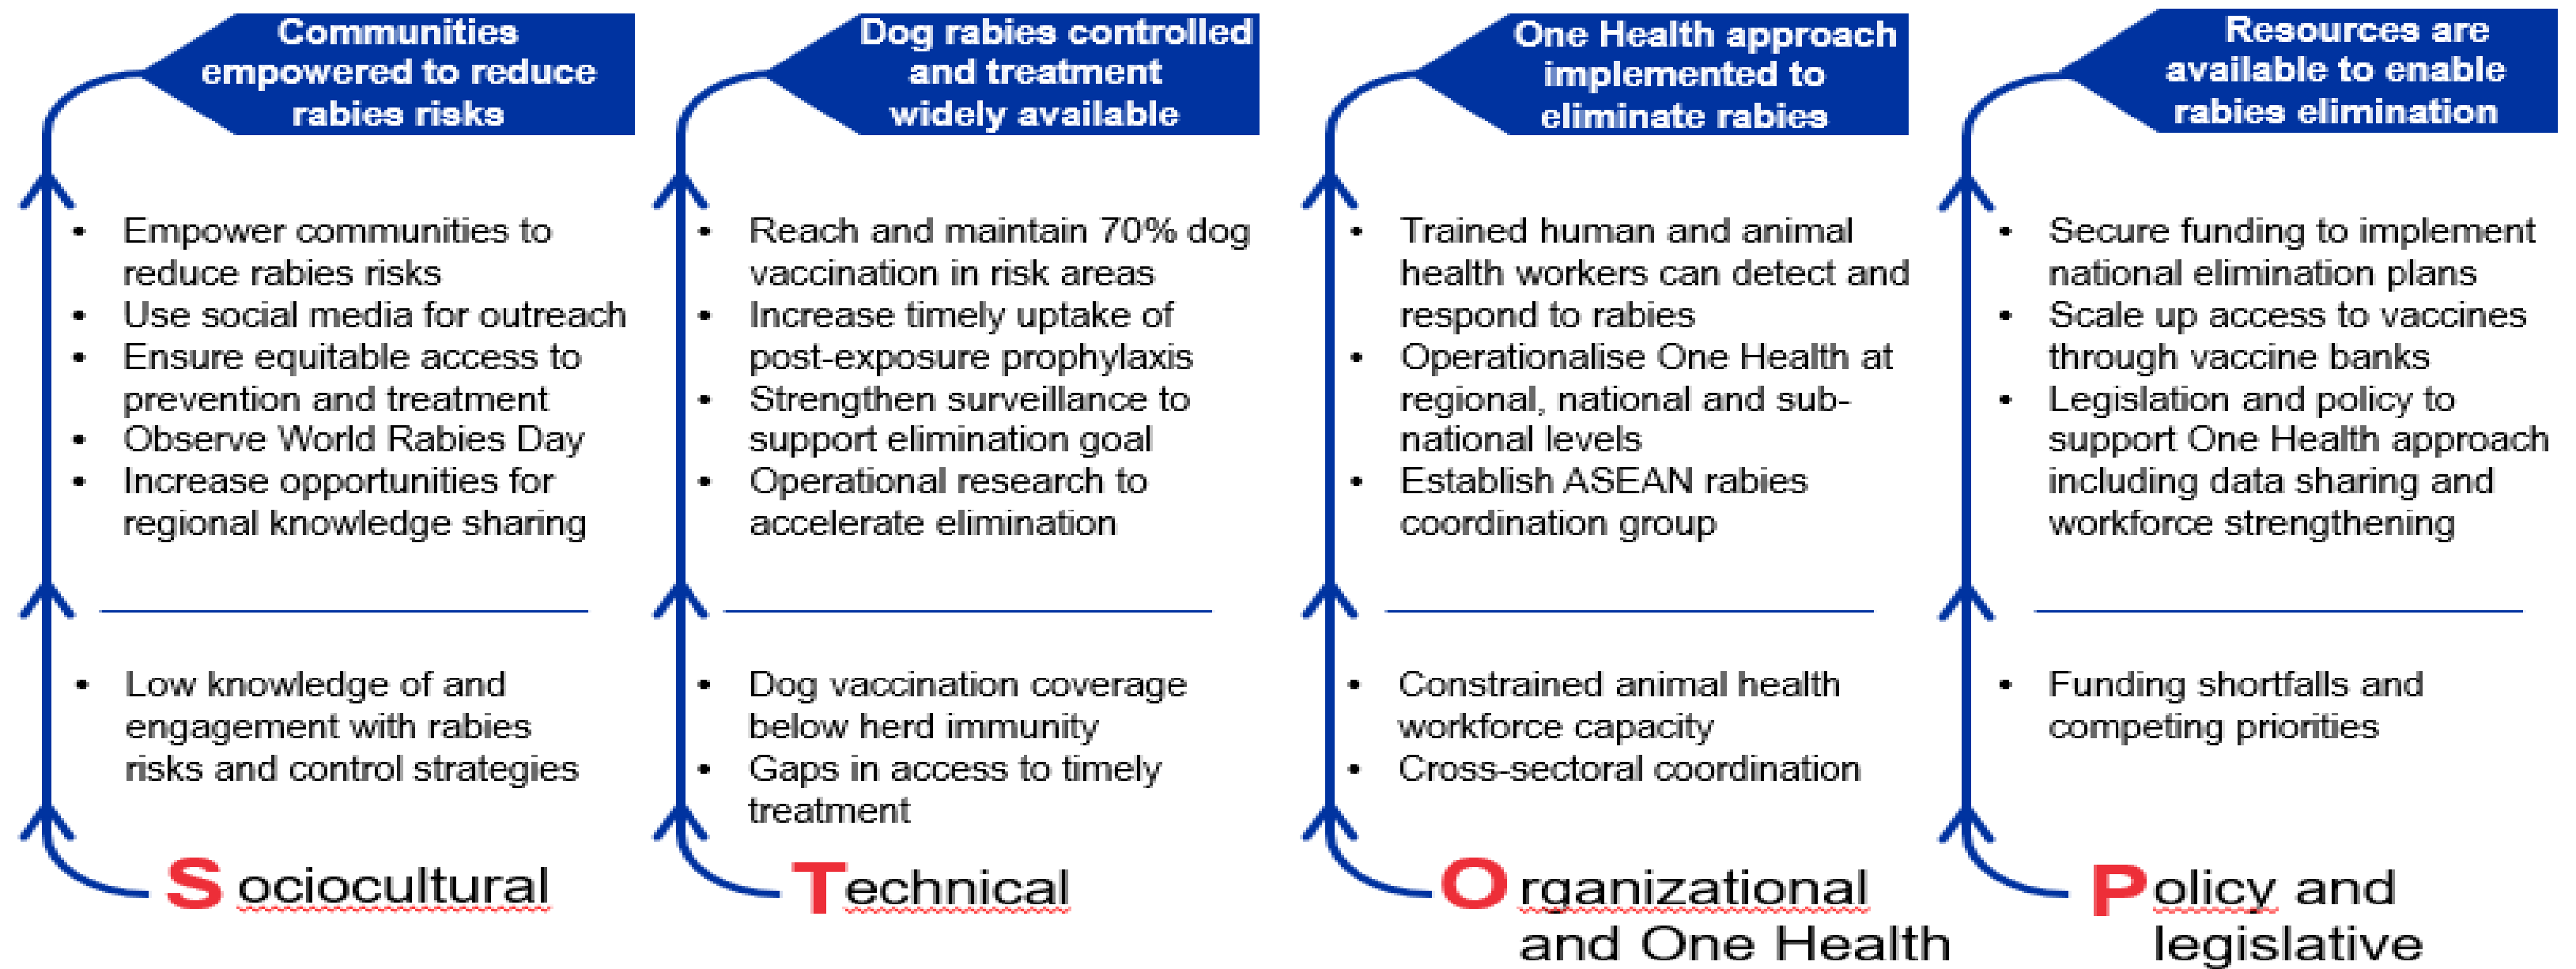 Communities
empowered to reduce
rabies risks
• Empower communities to
reduce rabies risks
• Use social media for outreach
• Ensure equitable access to
prevention and treatment
• Observe World Rabies Day
• Increase opportunities for
regional knowledge sharing
• Low knowledge of and
engagement with rabies
risks and control strategies
Sociocultural
Dog rabies controlled
and treatment
widely available
• Reach and maintain 70% dog
vaccination in risk areas
• Increase timely uptake of
post-exposure prophylaxis
• Strengthen surveillance to
support elimination goal
• Operational research to
accelerate elimination
• Dog vaccination coverage
below herd immunity
• Gaps in access to timely
treatment
Technical
One Health approach
implemented to
eliminate rabies
• Trained human and animal
health workers can detect and
respond to rabies
• Operationalise One Health at
regional, national and sub-
national levels
• Establish ASEAN rabies
coordination group
• Constrained animal health
workforce capacity
• Cross-sectoral coordination
Organizational
and One Health
Resources are
available to enable
rabies elimination
• Secure funding to implement
national elimination plans
• Scale up access to vaccines
through vaccine banks
• Legislation and policy to
support One Health approach
including data sharing and
workforce strengthening
• Funding shortfalls and
competing priorities
Policy and
legislative